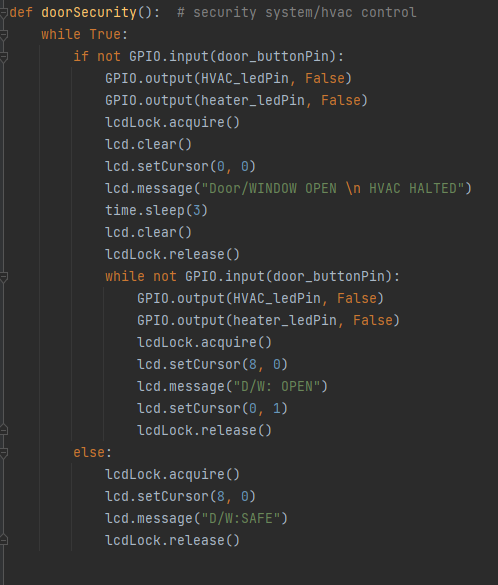 def doorSecurity():  # security system/hvac control
    while True:
        if not GPIO.input(door_buttonPin):
            GPIO.output(HVAC_ledPin, False)
            GPIO.output(heater_ledPin, False)
            lcdLock.acquire()
            lcd.clear()
            lcd.setCursor(0, 0)
            lcd.message("Door/WINDOW OPEN \n HVAC HALTED")
            time.sleep(3)
            lcd.clear()
            lcdLock.release()
            while not GPIO.input(door_buttonPin):
                GPIO.output(HVAC_ledPin, False)
                GPIO.output(heater_ledPin, False)
                lcdLock.acquire()
                lcd.setCursor(8, 0)
                lcd.message("D/W: OPEN")
                lcd.setCursor(0, 1)
                lcdLock.release()
        else:
            lcdLock.acquire()
            lcd.setCursor(8, 0)
            lcd.message("D/W:SAFE")
            lcdLock.release()